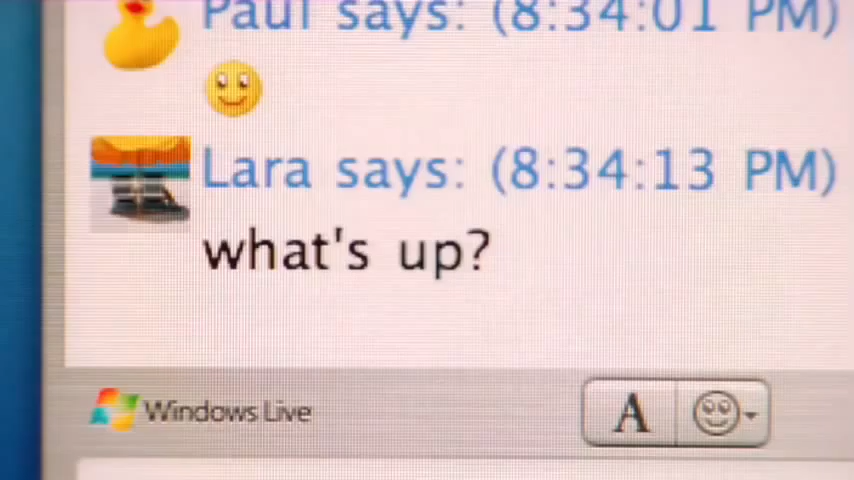 Paul says: (8:34:01 PM)
Lara says: (8:34:13 PM)
what's up?
Windows Live
A